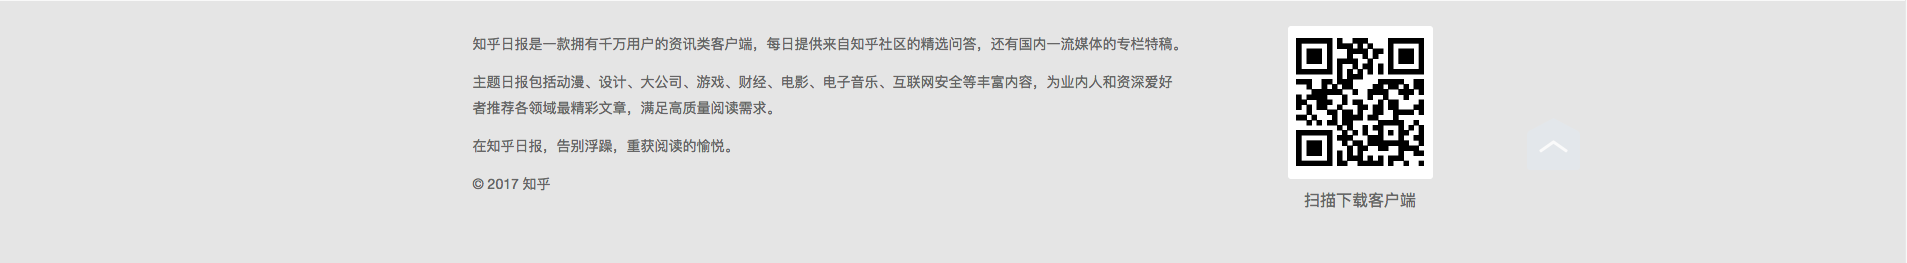 知乎日报是一款拥有千万用户的资讯类客户端，每日提供来自知乎社区的精选问答，还有国内一流媒体的专栏特稿。
主题日报包括动漫、设计、大公司、游戏、财经、电影、电子音乐、互联网安全等丰富内容，为业内人和资深爱好
者推荐各领域最精彩文章，满足高质量阅读需求。
在知乎日报，告别浮躁，重获阅读的愉悦。
© 2017 知乎
扫描下载客户端